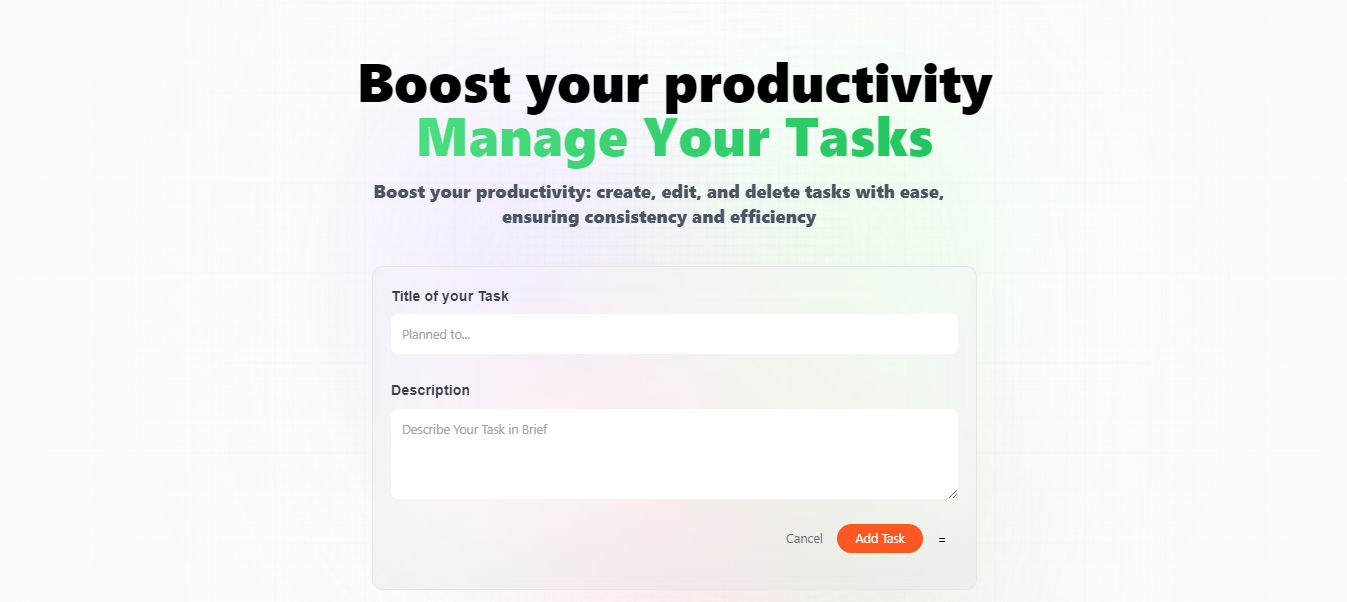 Boost your productivity
Manage Your Tasks
Boost your productivity: create, edit, and delete tasks with ease,
ensuring consistency and efficiency
Title of your Task
Planned to...
Description
Describe Your Task in Brief
Cancel Add Task =